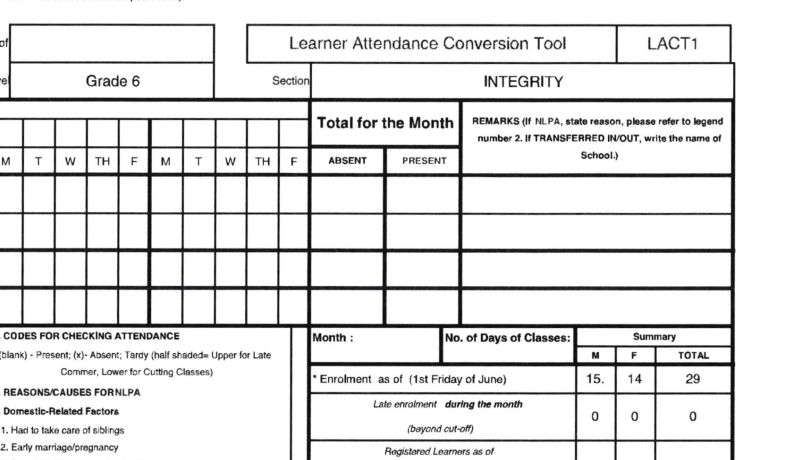 of
Learner Attendance Conversion Tool LACT1
Grade 6 Section INTEGRITY
Total for the Month
REMARKS (If NLPA, state reason, please refer to legend
number 2. If TRANSFERRED IN/OUT, write the name of
School.)
M T W TH F M T W TH F ABSENT PRESENT
CODES FOR CHECKING ATTENDANCE
(blank) - Present; (x)- Absent; Tardy (half shaded= Upper for Late
Commer, Lower for Cutting Classes)
REASONS/CAUSES FOR NLPA
Domestic-Related Factors
1. Had to take care of siblings
2. Early marriage/pregnancy
Month : No. of Days of Classes: Summary
M F TOTAL
* Enrolment as of (1st Friday of June) 15. 14 29
Late enrolment during the month
(beyond cut-off)
0 0 0
Registered Learners as of